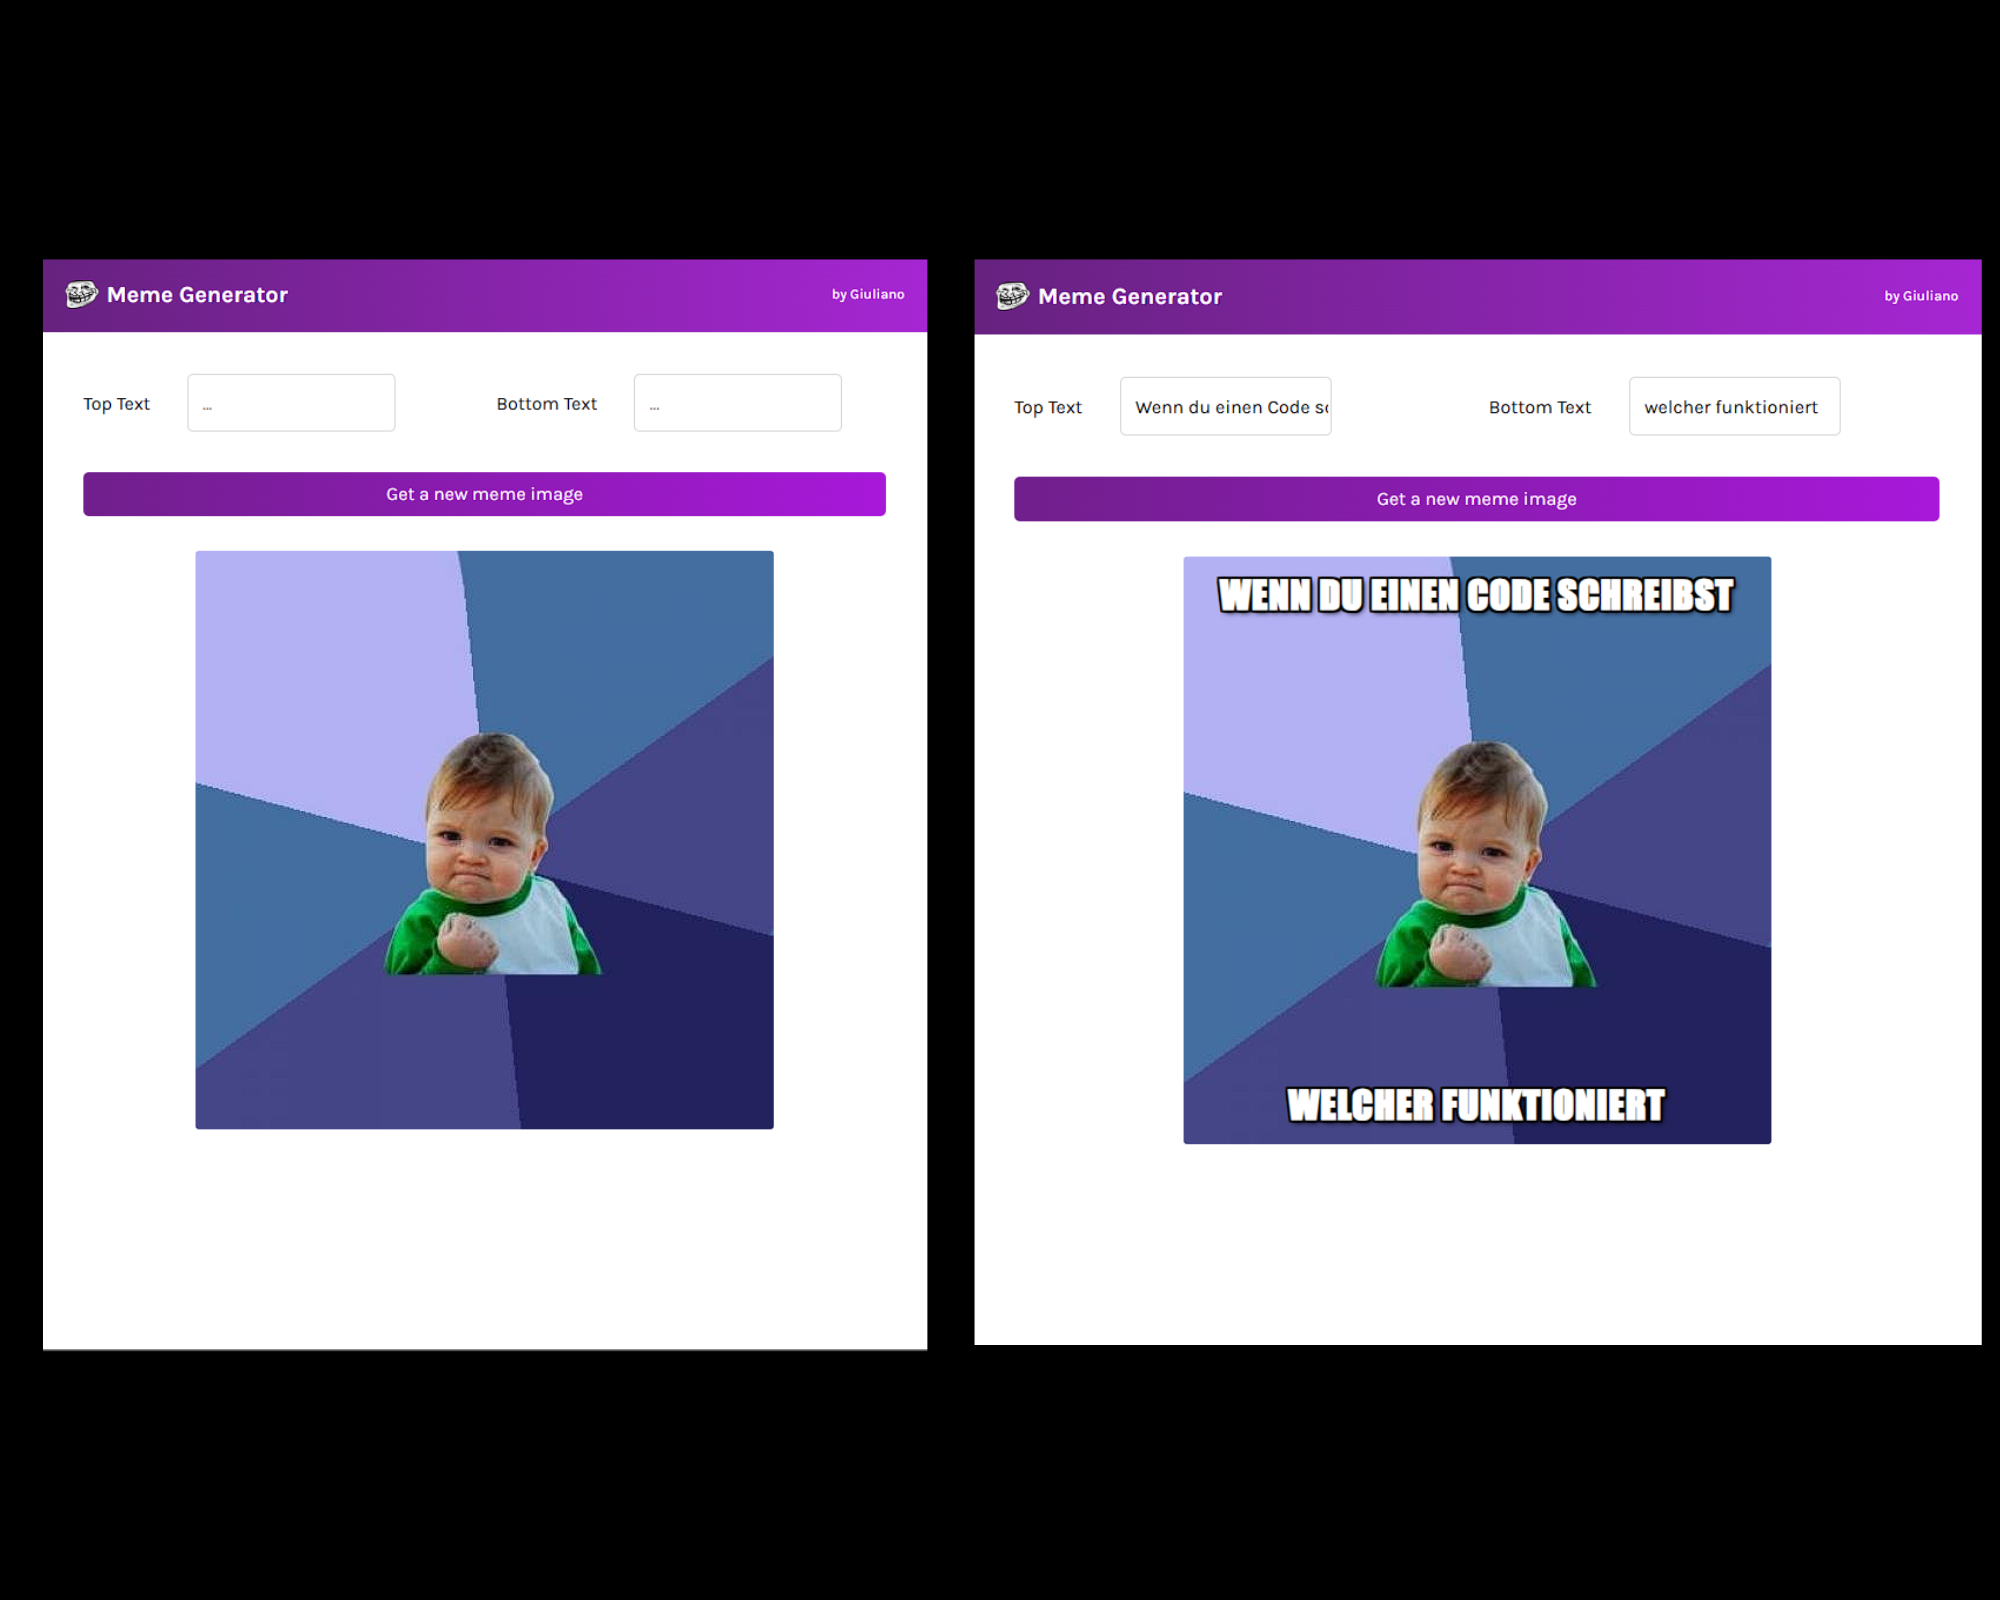 Meme Generator
by Giuliano
Top Text
...
Bottom Text
...
Get a new meme image
Meme Generator
by Giuliano
Top Text
Wenn du einen Code sc
Bottom Text
welcher funktioniert
Get a new meme image
WENN DU EINEN CODE SCHREIBST
WELCHER FUNKTIONIERT